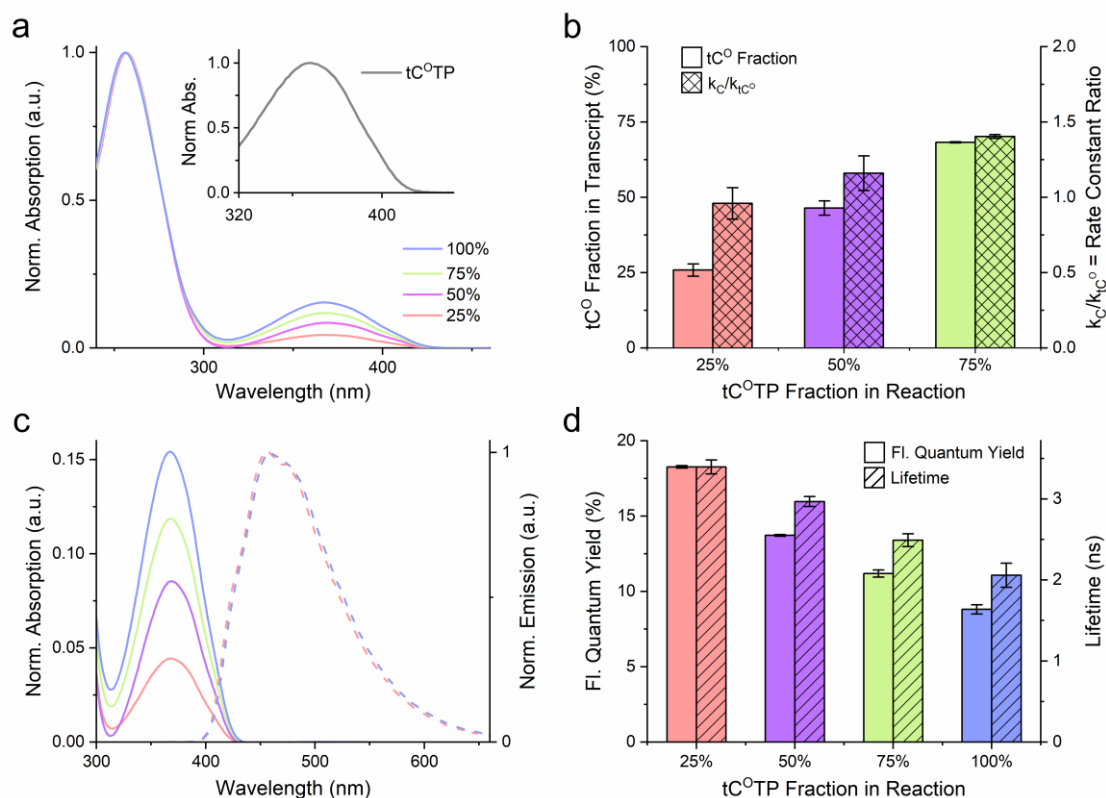 a
Norm. Absorption (a.u.)
1.0
0.5
0.0
300
400
Wavelength (nm)
Norm Abs.
1.0
0.5
0.0
320
400
tCᴼTP
100%
75%
50%
25%
b
tCᴼ Fraction in Transcript (%)
100
75
50
25
0
tCᴼ Fraction
k_C/k_tCᴼ
2.0
1.5
1.0
0.5
0.0
k_C/k_tCᴼ = Rate Constant Ratio
25%
50%
75%
tCᴼTP Fraction in Reaction
c
Norm. Absorption (a.u.)
0.15
0.10
0.05
0.00
300
400
500
600
Wavelength (nm)
1
0
Norm. Emission (a.u.)
d
Fl. Quantum Yield (%)
20
15
10
5
0
Fl. Quantum Yield
Lifetime
3
2
1
0
Lifetime (ns)
25%
50%
75%
100%
tCᴼTP Fraction in Reaction